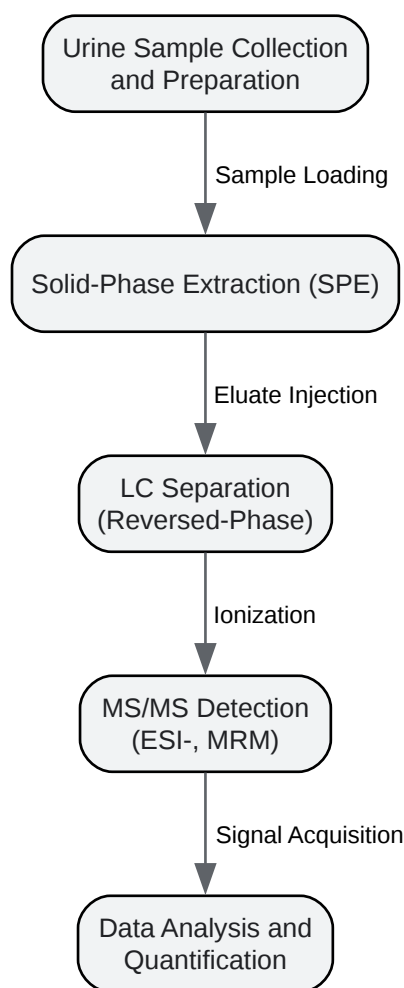 Urine Sample Collection
and Preparation
Sample Loading
Solid-Phase Extraction (SPE)
Eluate Injection
LC Separation
(Reversed-Phase)
Ionization
MS/MS Detection
(ESI-, MRM)
Signal Acquisition
Data Analysis and
Quantification